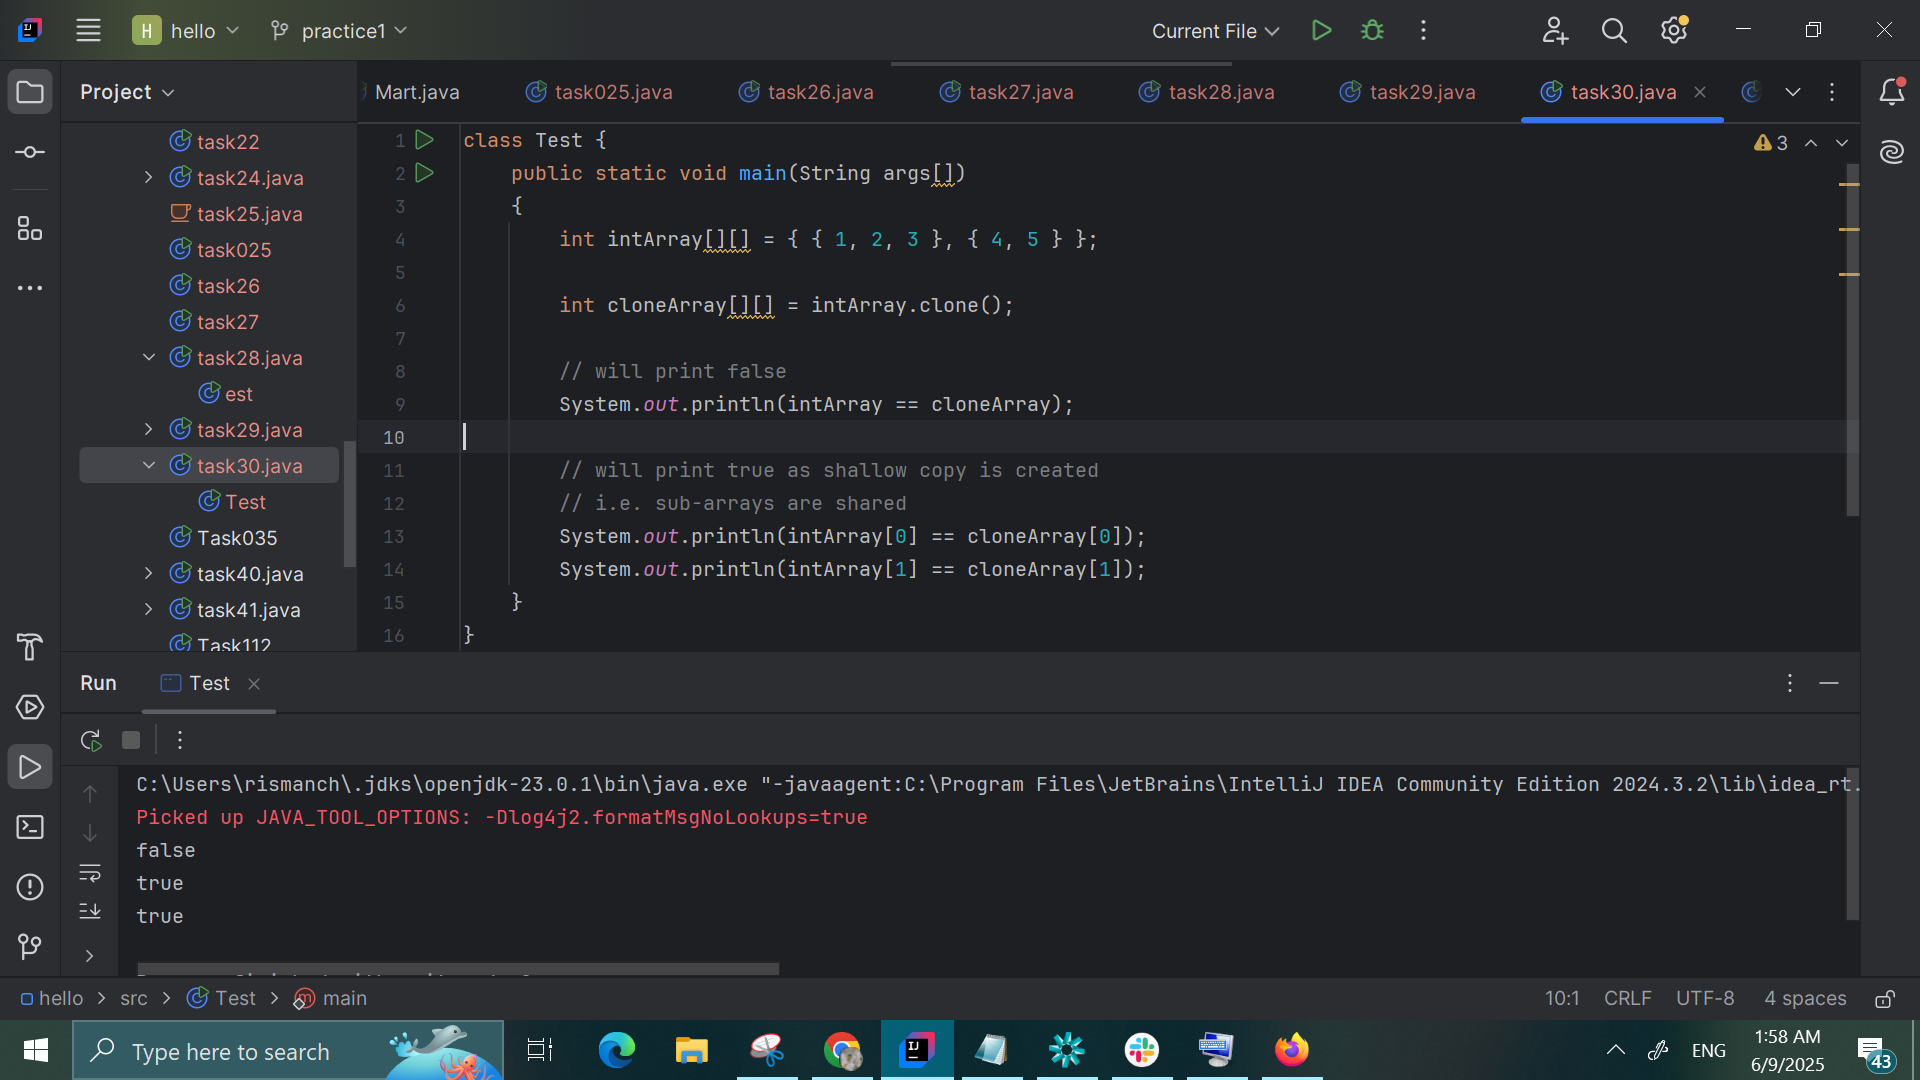 H hello practice1 Current File
Project
Mart.java task025.java task26.java task27.java task28.java task29.java task30.java
task22
task24.java
task25.java
task025
task26
task27
task28.java
est
task29.java
task30.java
Test
Task035
task40.java
task41.java
Task112
3
1 class Test {
2 public static void main(String args[])
3 {
4 int intArray[][] = { { 1, 2, 3 }, { 4, 5 } };
5
6 int cloneArray[][] = intArray.clone();
7
8 // will print false
9 System.out.println(intArray == cloneArray);
10
11 // will print true as shallow copy is created
12 // i.e. sub-arrays are shared
13 System.out.println(intArray[0] == cloneArray[0]);
14 System.out.println(intArray[1] == cloneArray[1]);
15 }
16 }
Run Test
C:\Users\rismanch\.jdks\openjdk-23.0.1\bin\java.exe "-javaagent:C:\Program Files\JetBrains\IntelliJ IDEA Community Edition 2024.3.2\lib\idea_rt.
Picked up JAVA_TOOL_OPTIONS: -Dlog4j2.formatMsgNoLookups=true
false
true
true
hello > src > Test > main 10:1 CRLF UTF-8 4 spaces
Type here to search
ENG
1:58 AM
6/9/2025
43